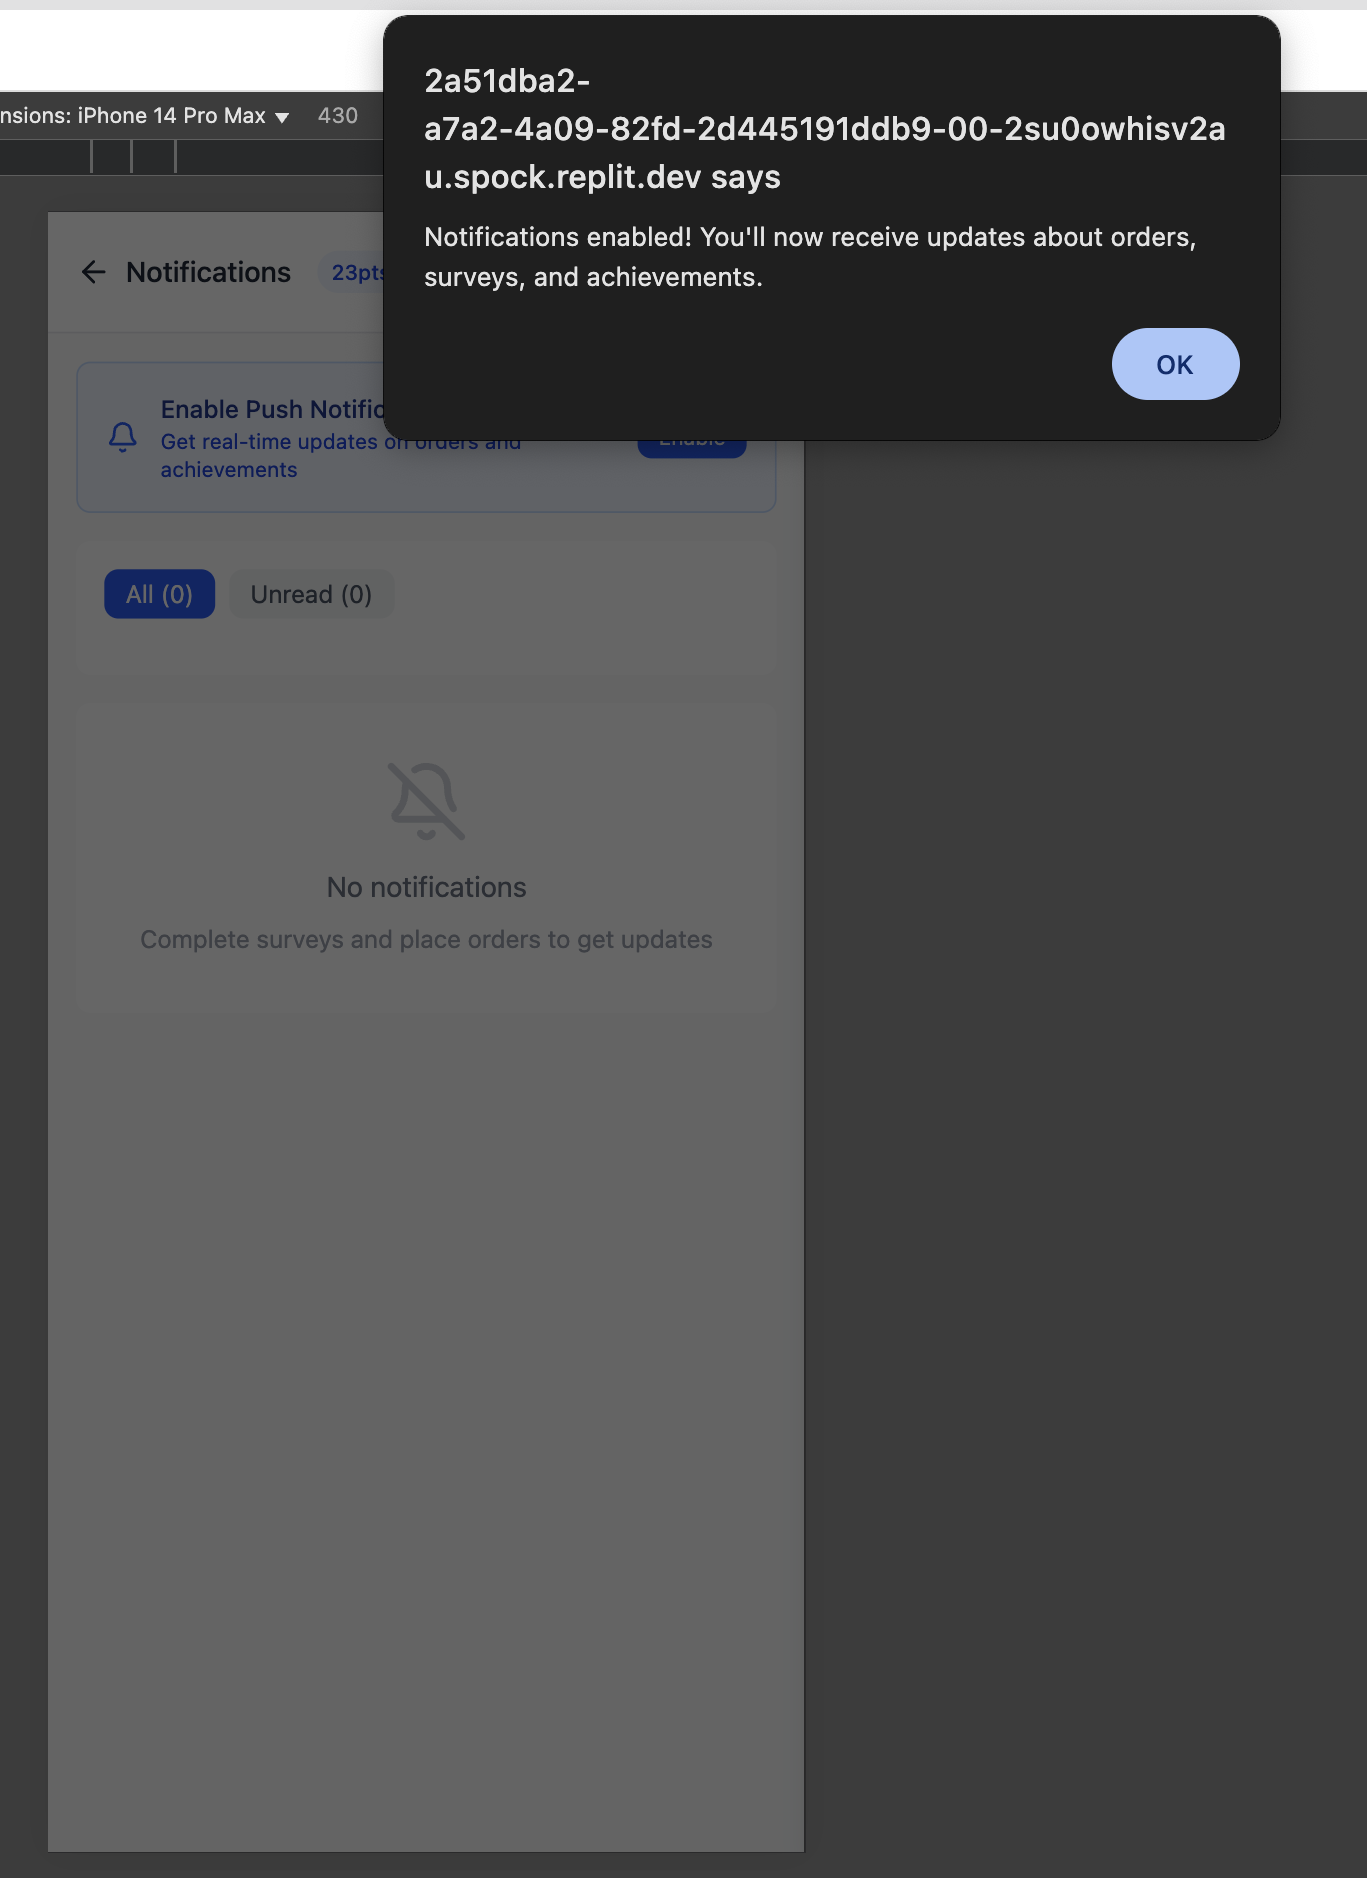 2a51dba2-
a7a2-4a09-82fd-2d445191ddb9-00-2su0owhisv2a
u.spock.replit.dev says
Notifications enabled! You'll now receive updates about orders,
surveys, and achievements.
OK
nsions: iPhone 14 Pro Max 430
Notifications 23pts
Enable Push Notific
Get real-time updates on orders and
achievements
Enable
All (0) Unread (0)
No notifications
Complete surveys and place orders to get updates